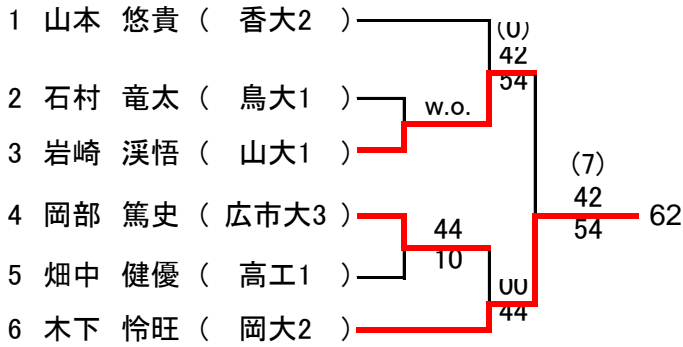 1 山本 悠貴 ( 香大2 )
(0)
42
54
2 石村 竜太 ( 鳥大1 )
w.o.
3 岩崎 渓悟 ( 山大1 )
(7)
42
54
62
4 岡部 篤史 ( 広市大3 )
44
10
5 畑中 健優 ( 高工1 )
00
44
6 木下 怜旺 ( 岡大2 )